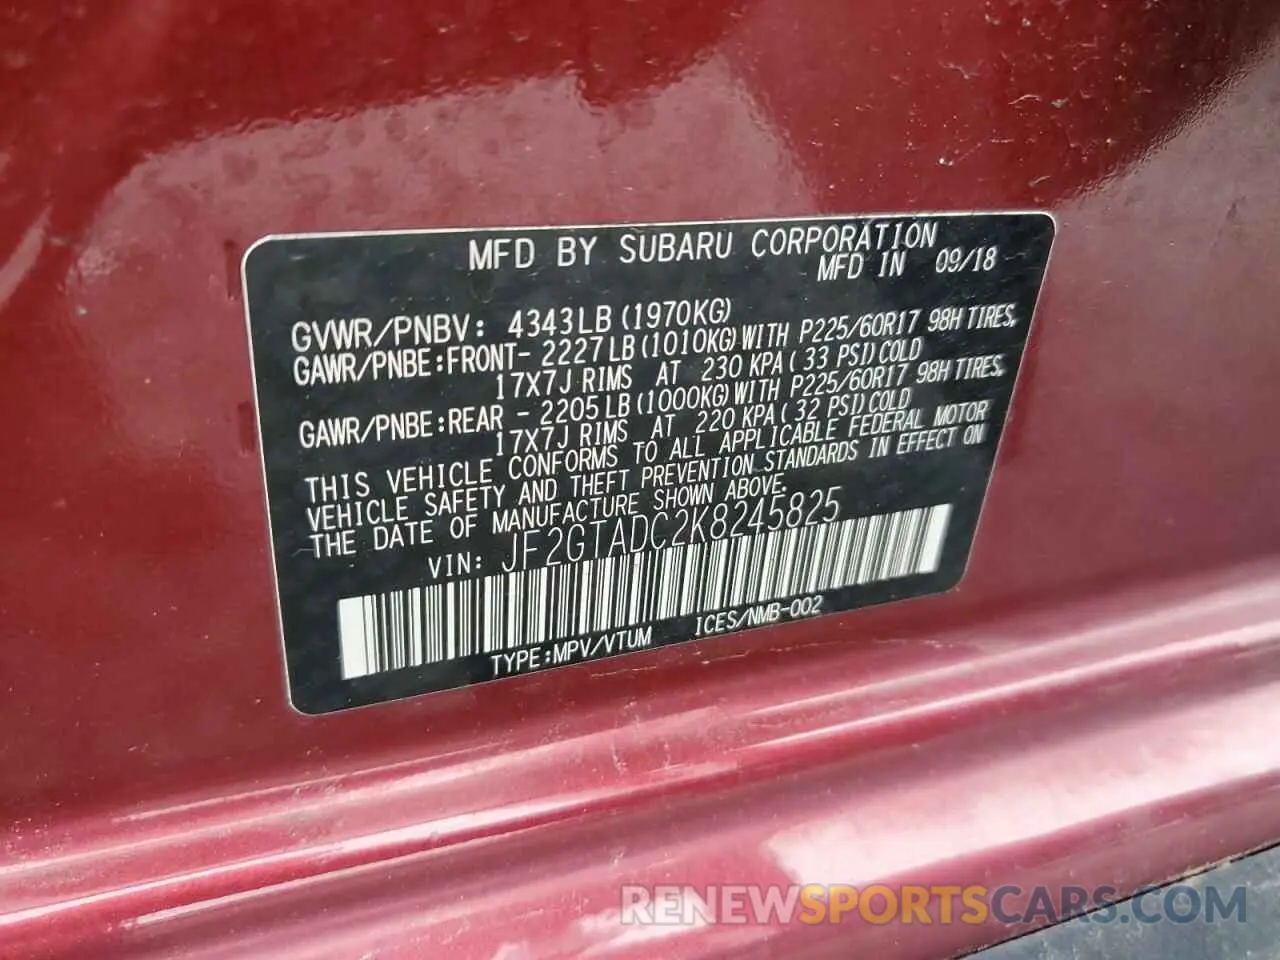 MFD BY SUBARU CORPORATION
MFD IN 09/18
GVWR/PNBV: 4343LB (1970KG)
GAWR/PNBE:FRONT- 2227LB (1010KG) WITH P225/60R17 98H TIRES,
17X7J RIMS AT 230 KPA ( 33 PSI) COLD
GAWR/PNBE:REAR - 2205LB (1000KG) WITH P225/60R17 98H TIRES,
17X7J RIMS AT 220 KPA ( 32 PSI) COLD
THIS VEHICLE CONFORMS TO ALL APPLICABLE FEDERAL MOTOR
VEHICLE SAFETY AND THEFT PREVENTION STANDARDS IN EFFECT ON
THE DATE OF MANUFACTURE SHOWN ABOVE.
VIN: JF2GTADC2K8245825
TYPE:MPV/VTUM ICES/NMB-002
RENEWSPORTSCARS.COM